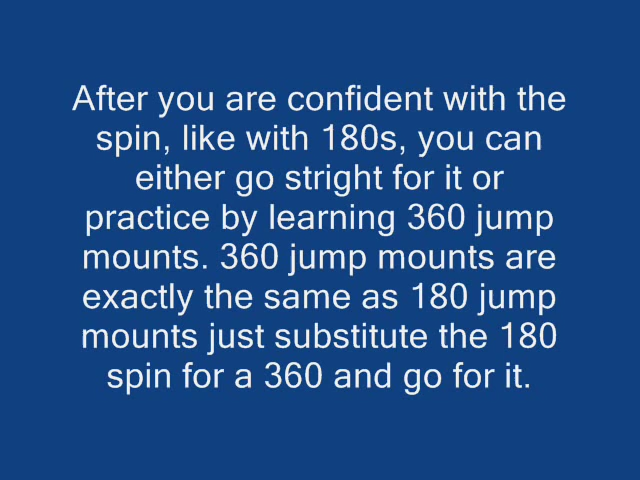 After you are confident with the
spin, like with 180s, you can
either go stright for it or
practice by learning 360 jump
mounts. 360 jump mounts are
exactly the same as 180 jump
mounts just substitute the 180
spin for a 360 and go for it.